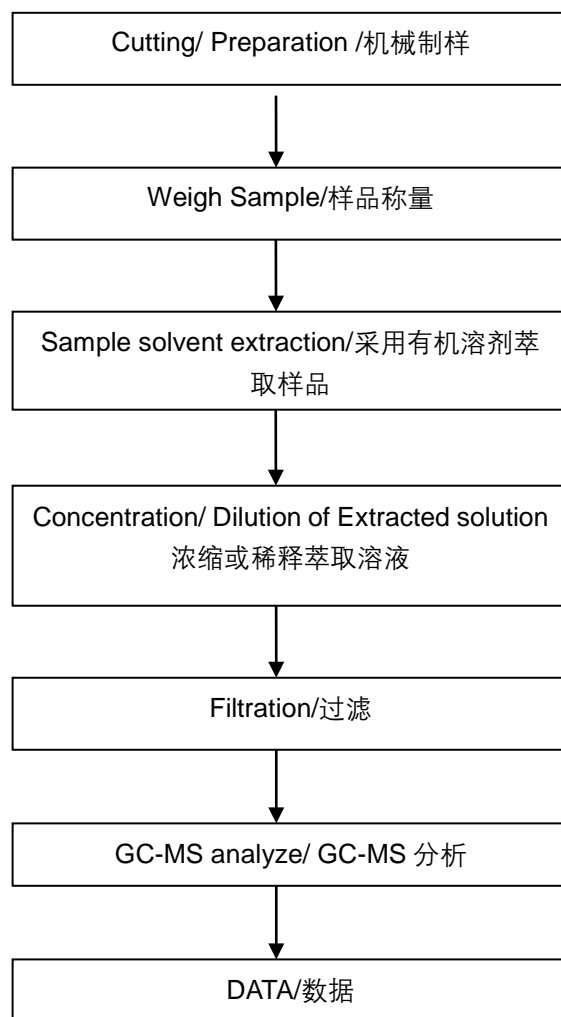 Cutting/ Preparation /机械制样
Weigh Sample/样品称量
Sample solvent extraction/采用有机溶剂萃
取样品
Concentration/ Dilution of Extracted solution
浓缩或稀释萃取溶液
Filtration/过滤
GC-MS analyze/ GC-MS 分析
DATA/数据